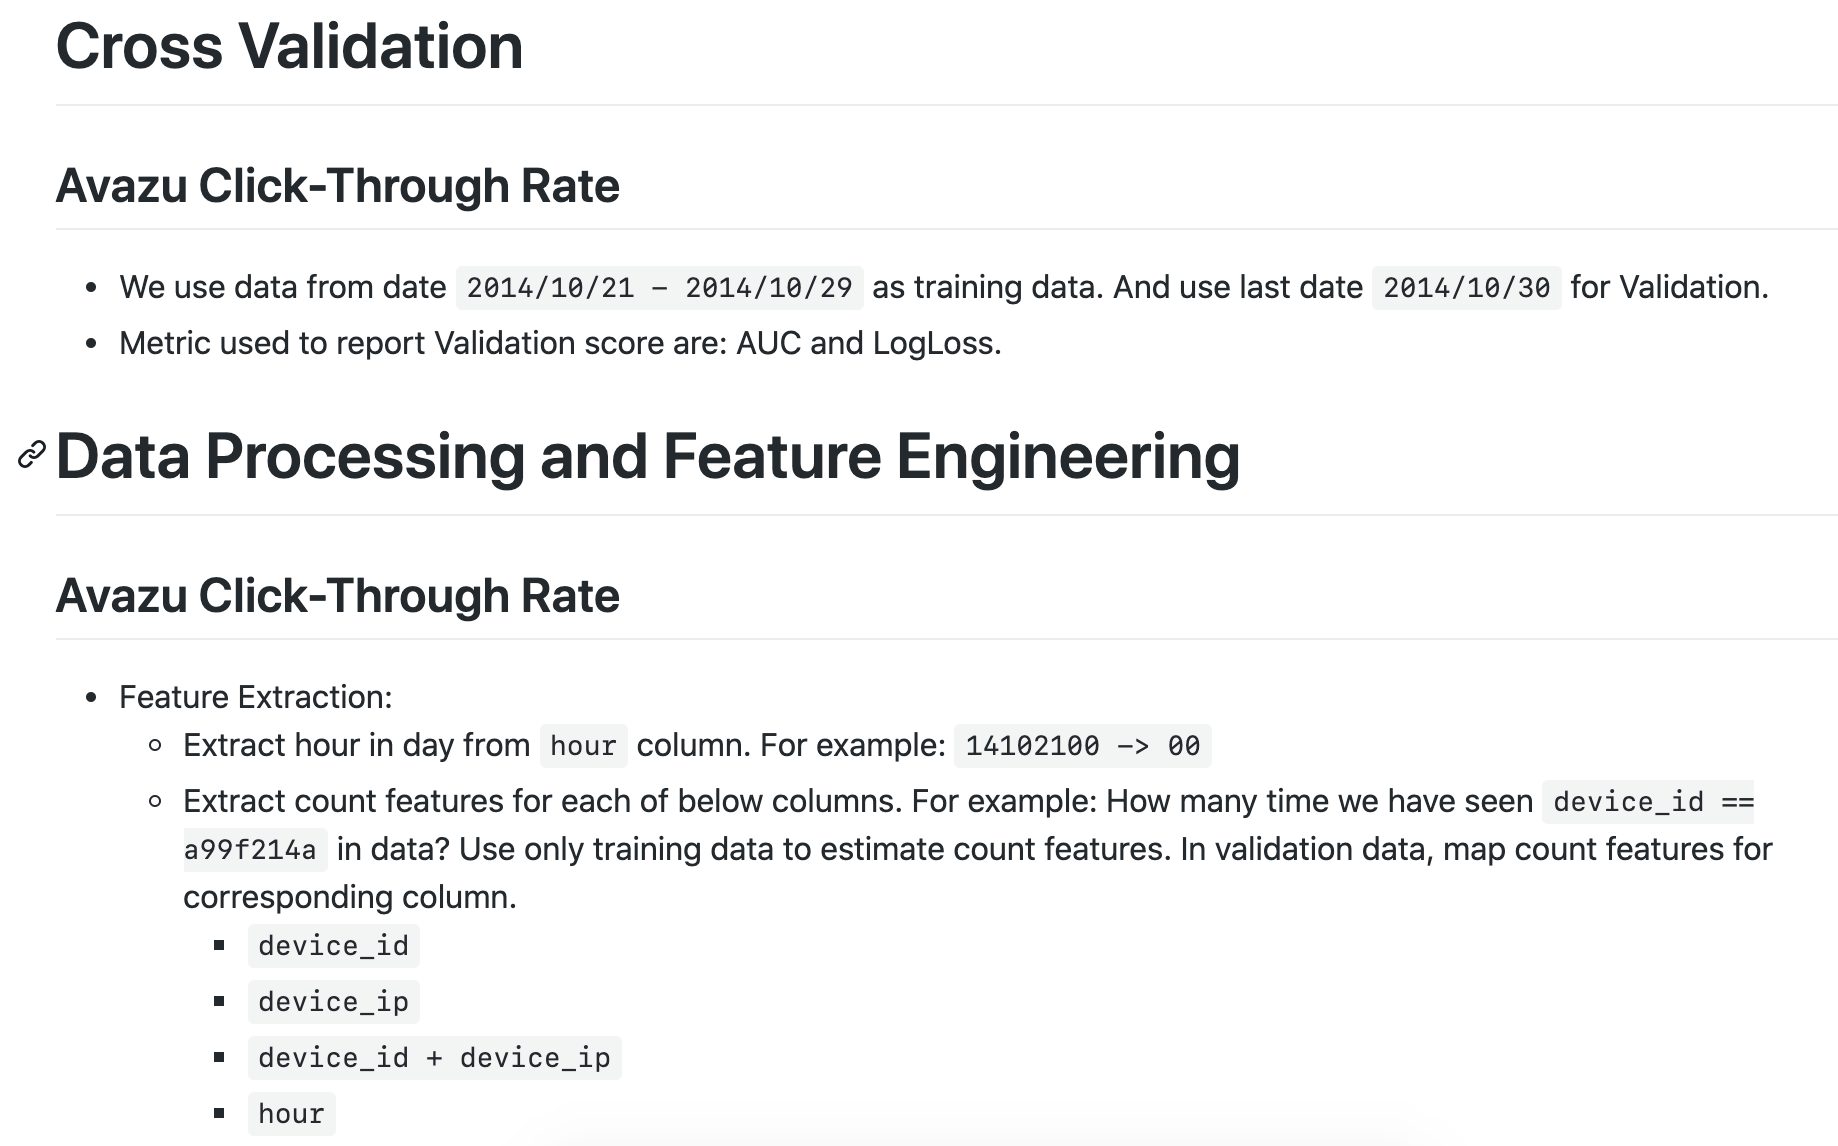 Cross Validation
Avazu Click-Through Rate
• We use data from date 2014/10/21 - 2014/10/29 as training data. And use last date 2014/10/30 for Validation.
• Metric used to report Validation score are: AUC and LogLoss.
Data Processing and Feature Engineering
Avazu Click-Through Rate
• Feature Extraction:
◦ Extract hour in day from hour column. For example: 14102100 -> 00
◦ Extract count features for each of below columns. For example: How many time we have seen device_id ==
a99f214a in data? Use only training data to estimate count features. In validation data, map count features for
corresponding column.
▪ device_id
▪ device_ip
▪ device_id + device_ip
▪ hour